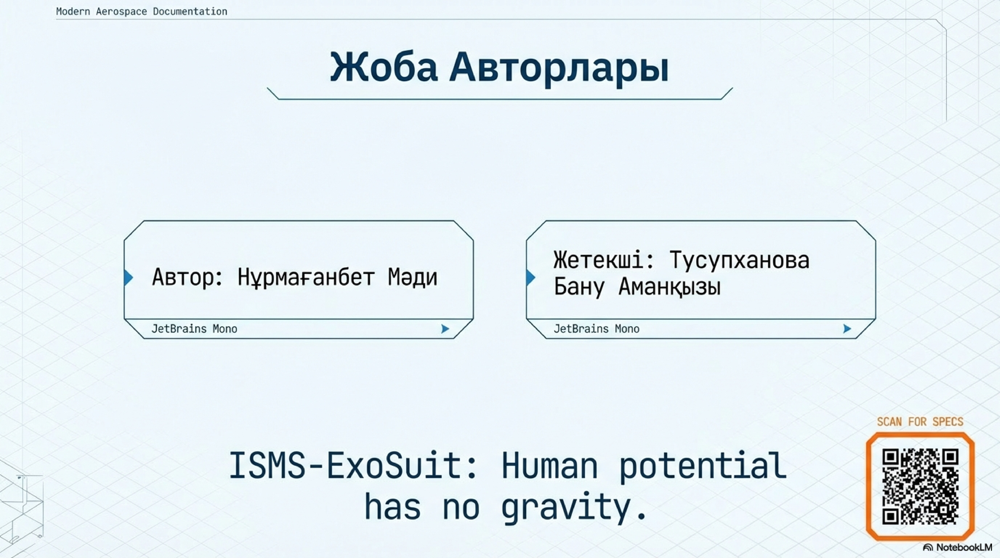 Modern Aerospace Documentation
Жоба Авторлары
Автор: Нұрмағанбет Мәди
JetBrains Mono
Жетекші: Тусупханова
Бану Аманқызы
JetBrains Mono
SCAN FOR SPECS
ISMS-ExoSuit: Human potential
has no gravity.
NotebookLM